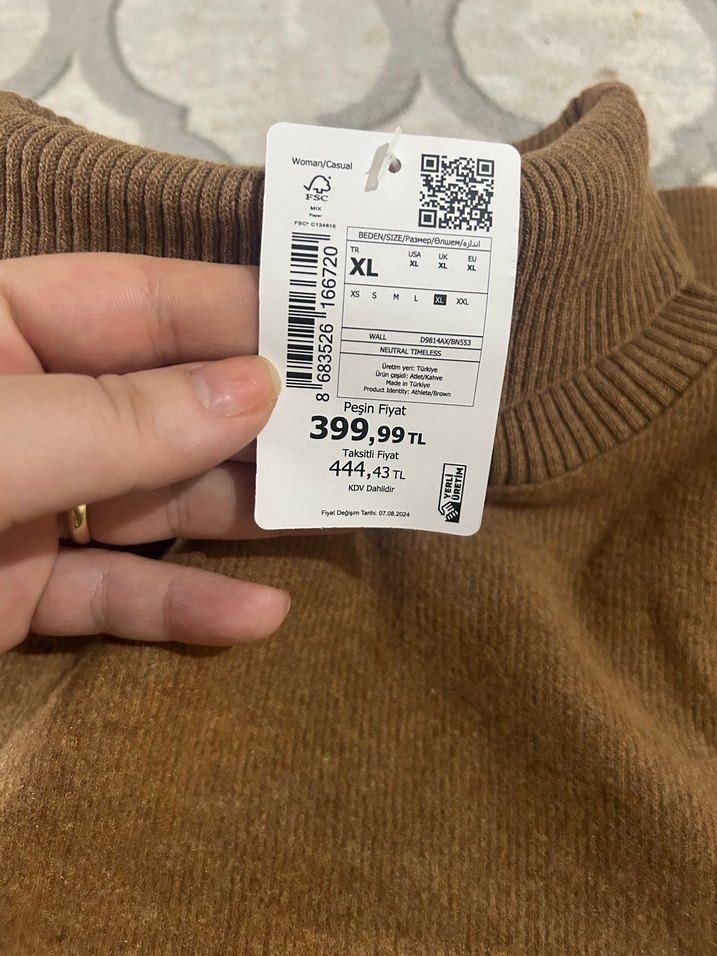 Woman/Casual
FSC
MIX
Paper
FSC® C134815
8 683526 166720
BEDEN/SIZE/Размер/Өлшем/اندازه
TR USA UK EU
XL XL XL XL
XS S M L XL XXL
WALL D9814AX/BN553
NEUTRAL TIMELESS
Üretim yeri: Türkiye
Ürün çeşidi: Atlet/Kahve
Made in Türkiye
Product Identity: Athlete/Brown
Peşin Fiyat
399,99 TL
Taksitli Fiyat
444,43 TL
KDV Dahildir
YERLİ
ÜRETİM
Fiyat Değişim Tarihi: 07.08.2024